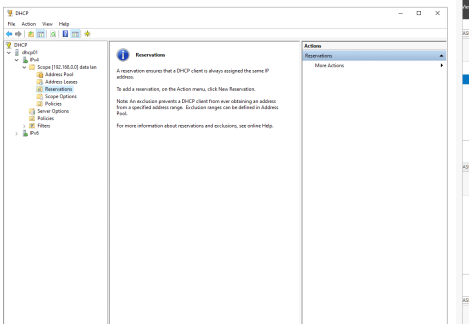 DHCP
File Action View Help
DHCP
dhcp01
IPv4
Scope [192.168.0.0] data lan
Address Pool
Address Leases
Reservations
Scope Options
Policies
Server Options
Policies
Filters
IPv6
Reservations
A reservation ensures that a DHCP client is always assigned the same IP
address.
To add a reservation, on the Action menu, click New Reservation.
Note: An exclusion prevents a DHCP client from ever obtaining an address
from a specified address range. Exclusion ranges can be defined in Address
Pool.
For more information about reservations and exclusions, see online Help.
Actions
Reservations
More Actions